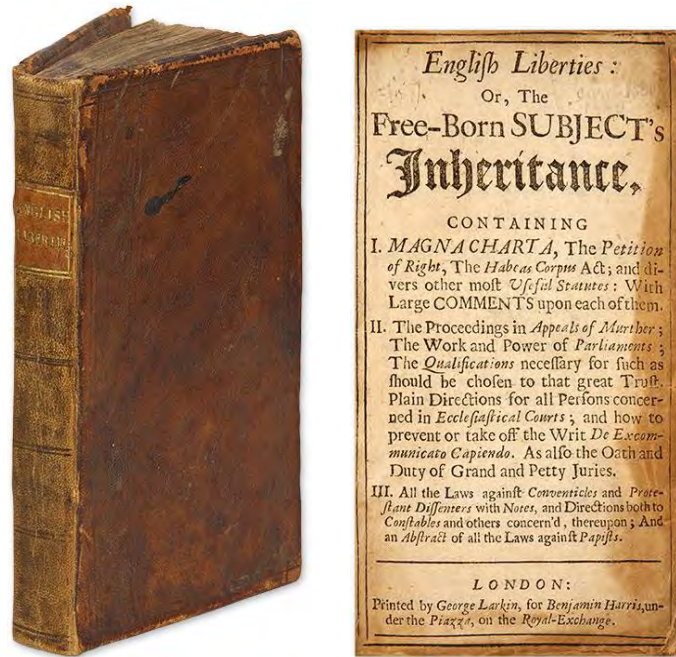 ENGLISH
LIBERTIES
Engliſh Liberties :
Or, The
Free-Born SUBJECT's
Inheritance,
CONTAINING
I. MAGNA CHARTA, The Petition
of Right, The Habeas Corpus Act; and di-
vers other moſt Uſeful Statutes: With
Large COMMENTS upon each of them.
II. The Proceedings in Appeals of Murther;
The Work and Power of Parliaments;
The Qualifications neceſſary for ſuch as
ſhould be choſen to that great Truſt.
Plain Directions for all Perſons concer-
ned in Eccleſiaſtical Courts; and how to
prevent or take off the Writ De Excom-
municato Capiendo. As alſo the Oath and
Duty of Grand and Petty Juries.
III. All the Laws againſt Conventicles and Prote-
ſtant Diſſenters with Notes, and Directions both to
Conſtables and others concern'd, thereupon; And
an Abſtract of all the Laws againſt Papiſts.
LONDON:
Printed by George Larkin, for Benjamin Harris, un-
der the Piazza, on the Royal-Exchange.